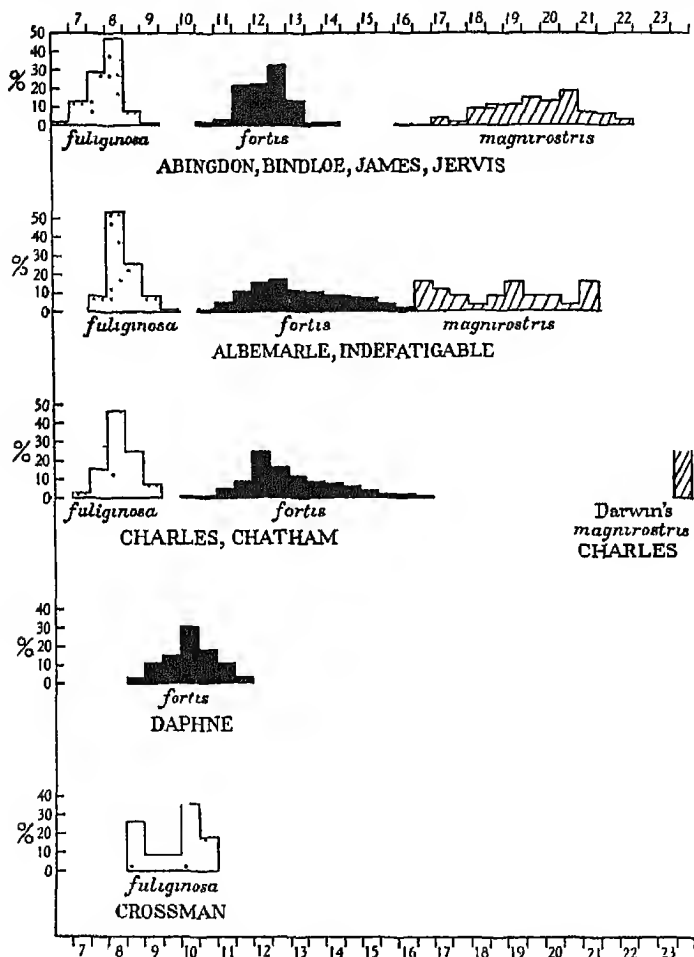 7 8 9 10 11 12 13 14 15 16 17 18 19 20 21 22 23
50
40
30
20
10
0
%
fuliginosa fortis magnirostris
ABINGDON, BINDLOE, JAMES, JERVIS
50
40
30
20
10
0
%
fuliginosa fortis magnirostris
ALBEMARLE, INDEFATIGABLE
50
40
30
20
10
0
%
fuliginosa fortis
CHARLES, CHATHAM
Darwin's
magnirostris
CHARLES
40
30
20
10
0
%
fortis
DAPHNE
40
30
20
10
0
%
fuliginosa
CROSSMAN
7 8 9 10 11 12 13 14 15 16 17 18 19 20 21 22 23